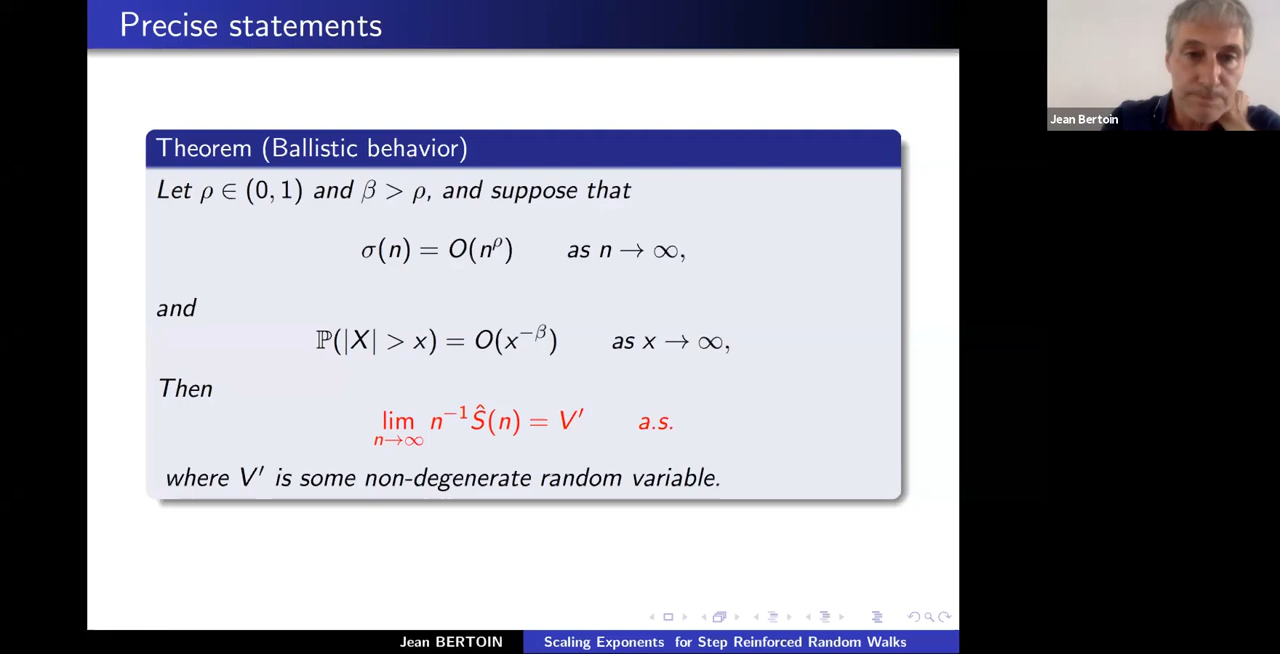 Precise statements
Jean Bertoin
Theorem (Ballistic behavior)
Let ρ ∈ (0, 1) and β > ρ, and suppose that
σ(n) = O(n^ρ) as n → ∞,
and
ℙ(|X| > x) = O(x^{−β}) as x → ∞,
Then
lim_{n→∞} n^{−1}Ŝ(n) = V′ a.s.
where V′ is some non-degenerate random variable.
Jean BERTOIN Scaling Exponents for Step Reinforced Random Walks